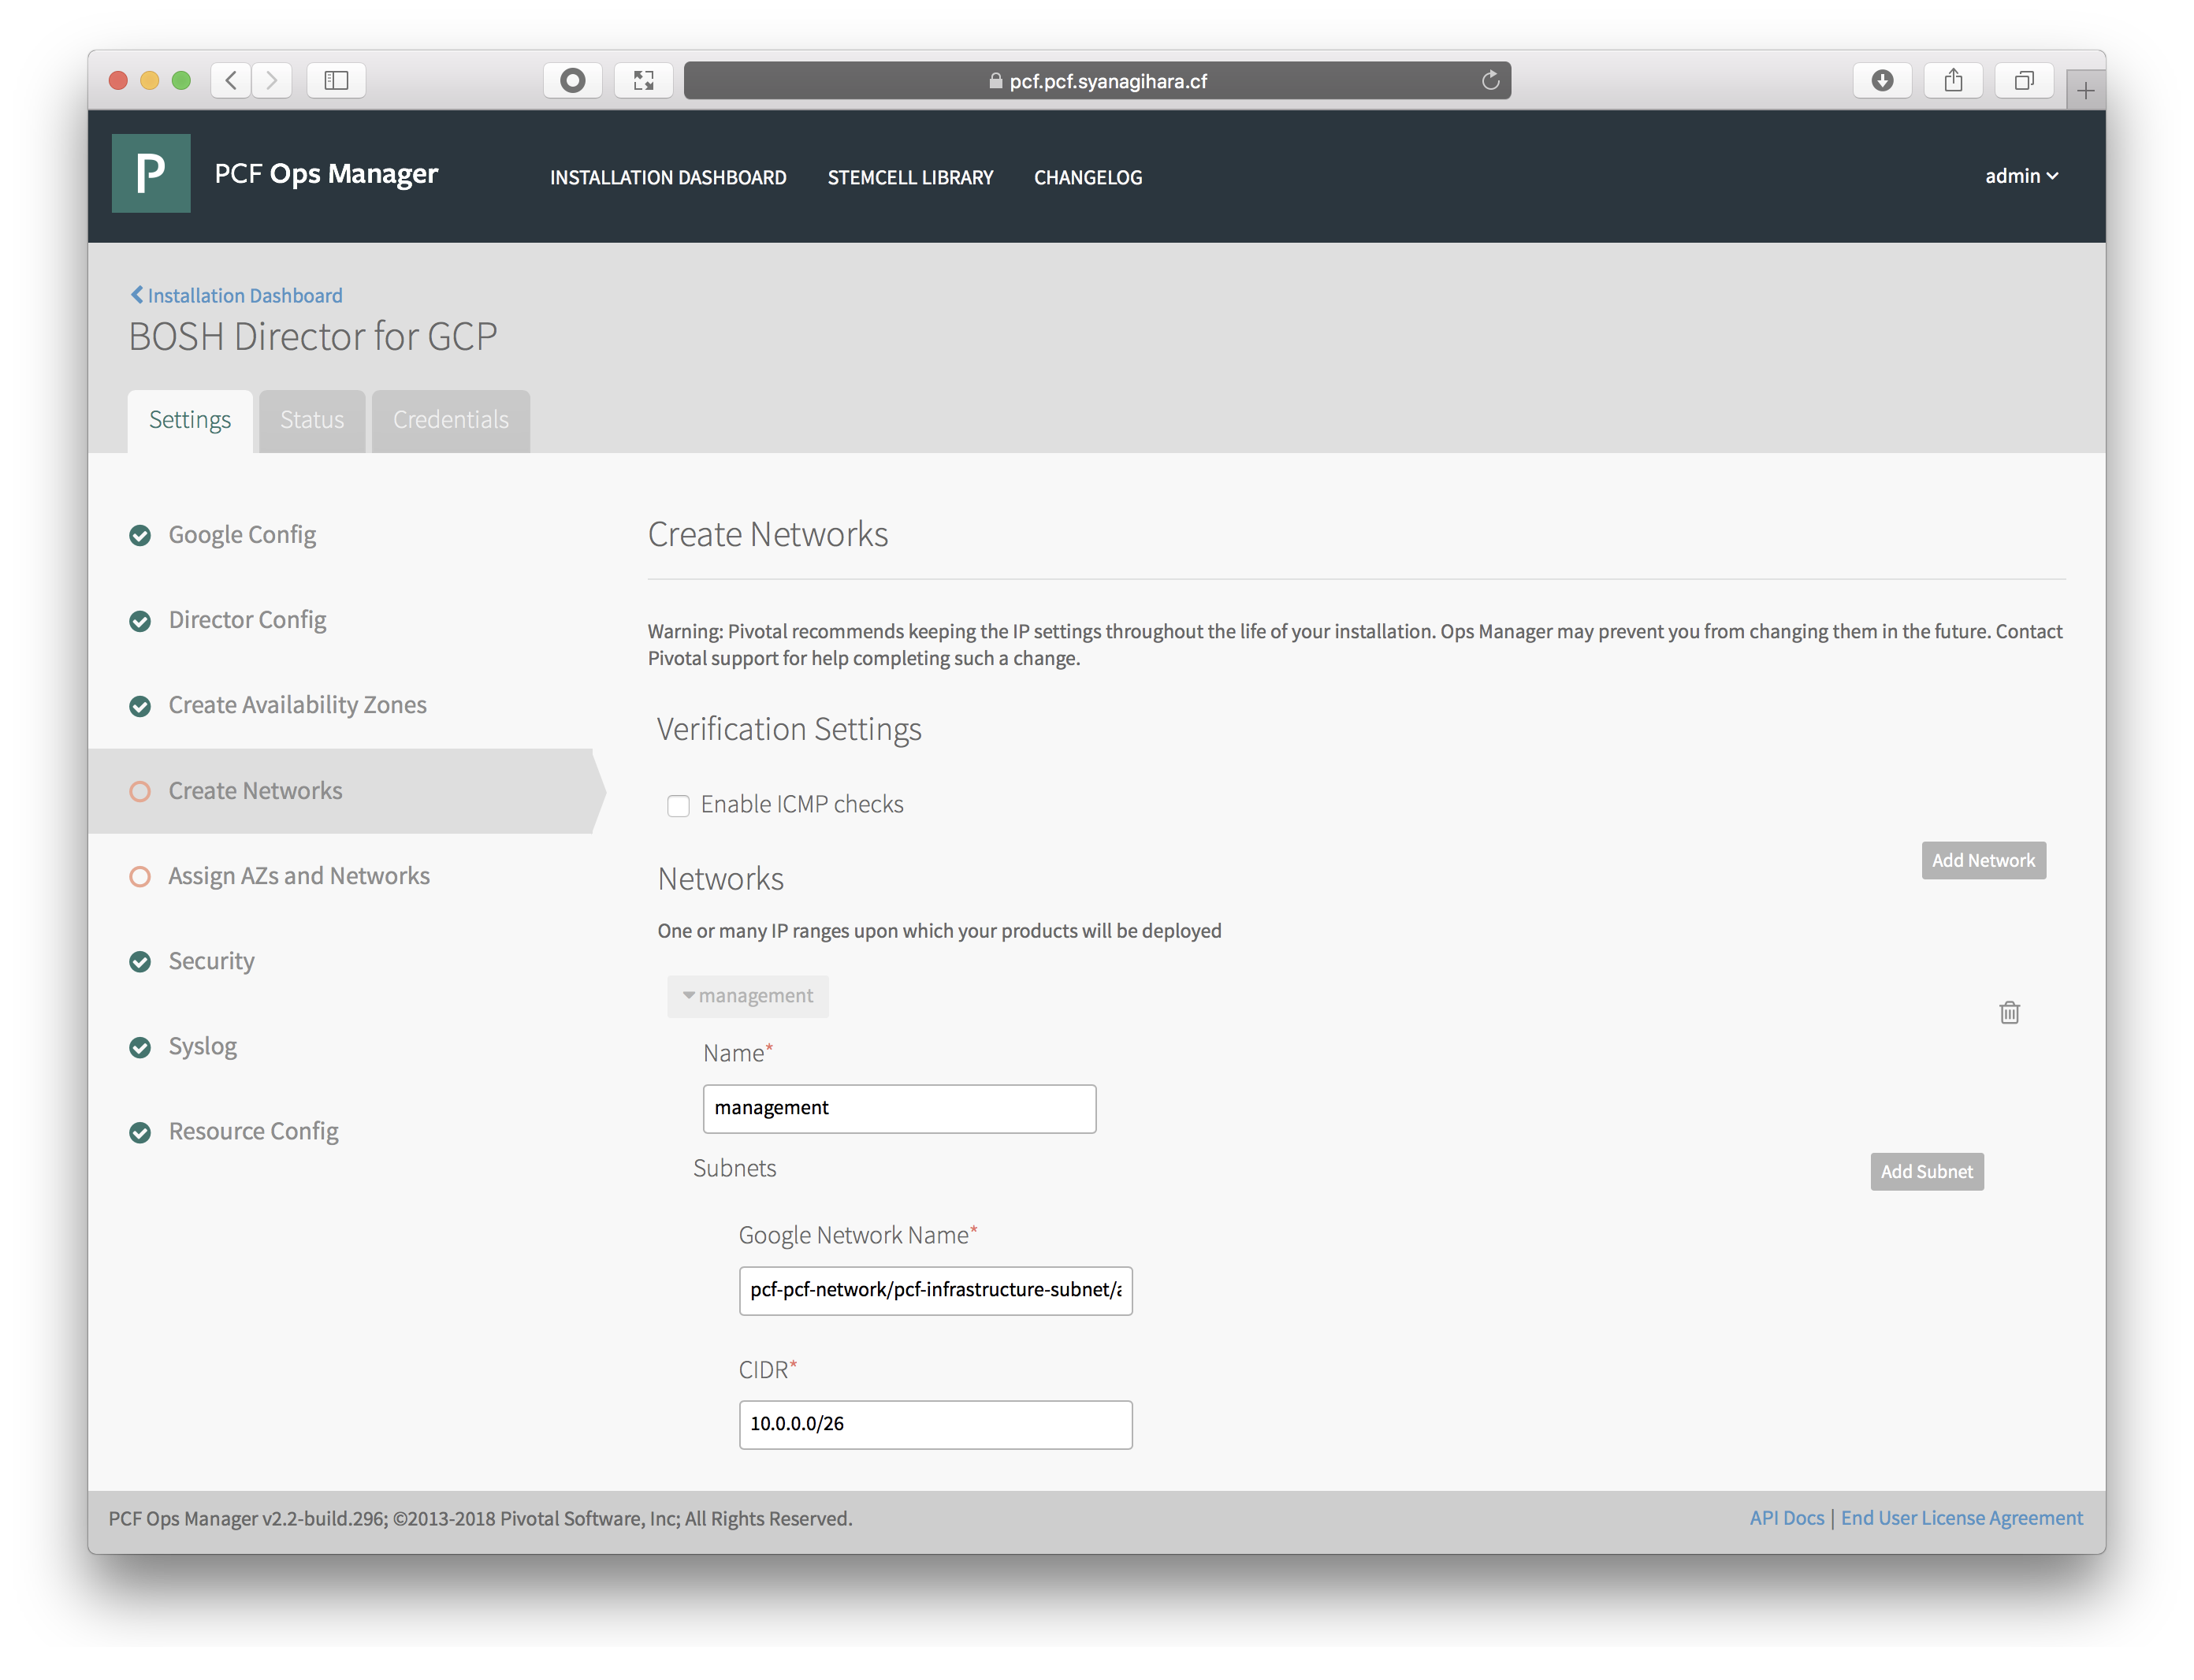 pcf.pcf.syanagihara.cf
P
PCF Ops Manager
INSTALLATION DASHBOARD
STEMCELL LIBRARY
CHANGELOG
admin
Installation Dashboard
BOSH Director for GCP
Settings
Status
Credentials
Google Config
Director Config
Create Availability Zones
Create Networks
Assign AZs and Networks
Security
Syslog
Resource Config
Create Networks
Warning: Pivotal recommends keeping the IP settings throughout the life of your installation. Ops Manager may prevent you from changing them in the future. Contact
Pivotal support for help completing such a change.
Verification Settings
Enable ICMP checks
Add Network
Networks
One or many IP ranges upon which your products will be deployed
management
Name*
management
Subnets
Add Subnet
Google Network Name*
pcf-pcf-network/pcf-infrastructure-subnet/
CIDR*
10.0.0.0/26
PCF Ops Manager v2.2-build.296; ©2013-2018 Pivotal Software, Inc; All Rights Reserved.
API Docs | End User License Agreement